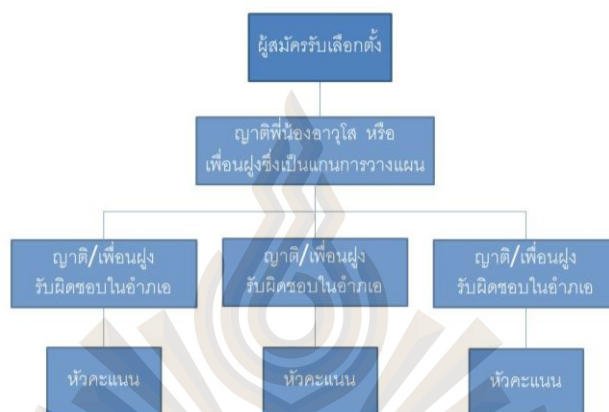 ผู้สมัครรับเลือกตั้ง
ญาติพี่น้องอาวุโส หรือ
เพื่อนฝูงซึ่งเป็นแกนการวางแผน
ญาติ/เพื่อนฝูง
รับผิดชอบในอำเภอ
ญาติ/เพื่อนฝูง
รับผิดชอบในอำภเอ
ญาติ/เพื่อนฝูง
รับผิดชอบในอำภเอ
หัวคะแนน
หัวคะแนน
หัวคะแนน